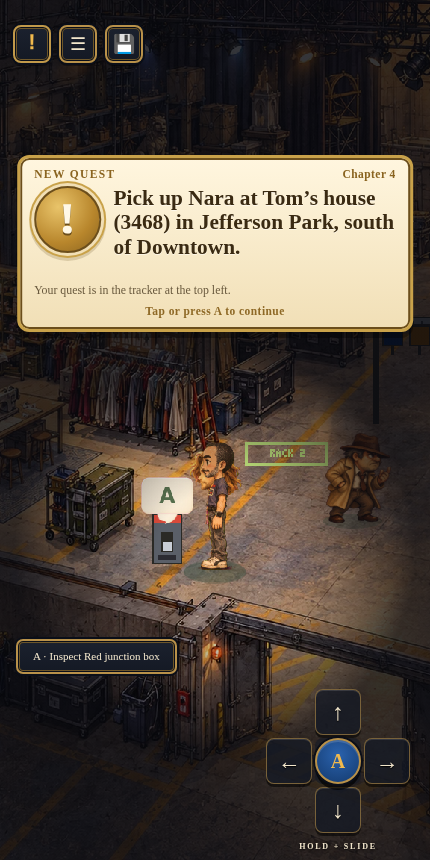 !
NEW QUEST
Chapter 4
!
Pick up Nara at Tom’s house
(3468) in Jefferson Park, south
of Downtown.
Your quest is in the tracker at the top left.
Tap or press A to continue
RACK 2
A
A · Inspect Red junction box
↑
←
A
→
↓
HOLD + SLIDE